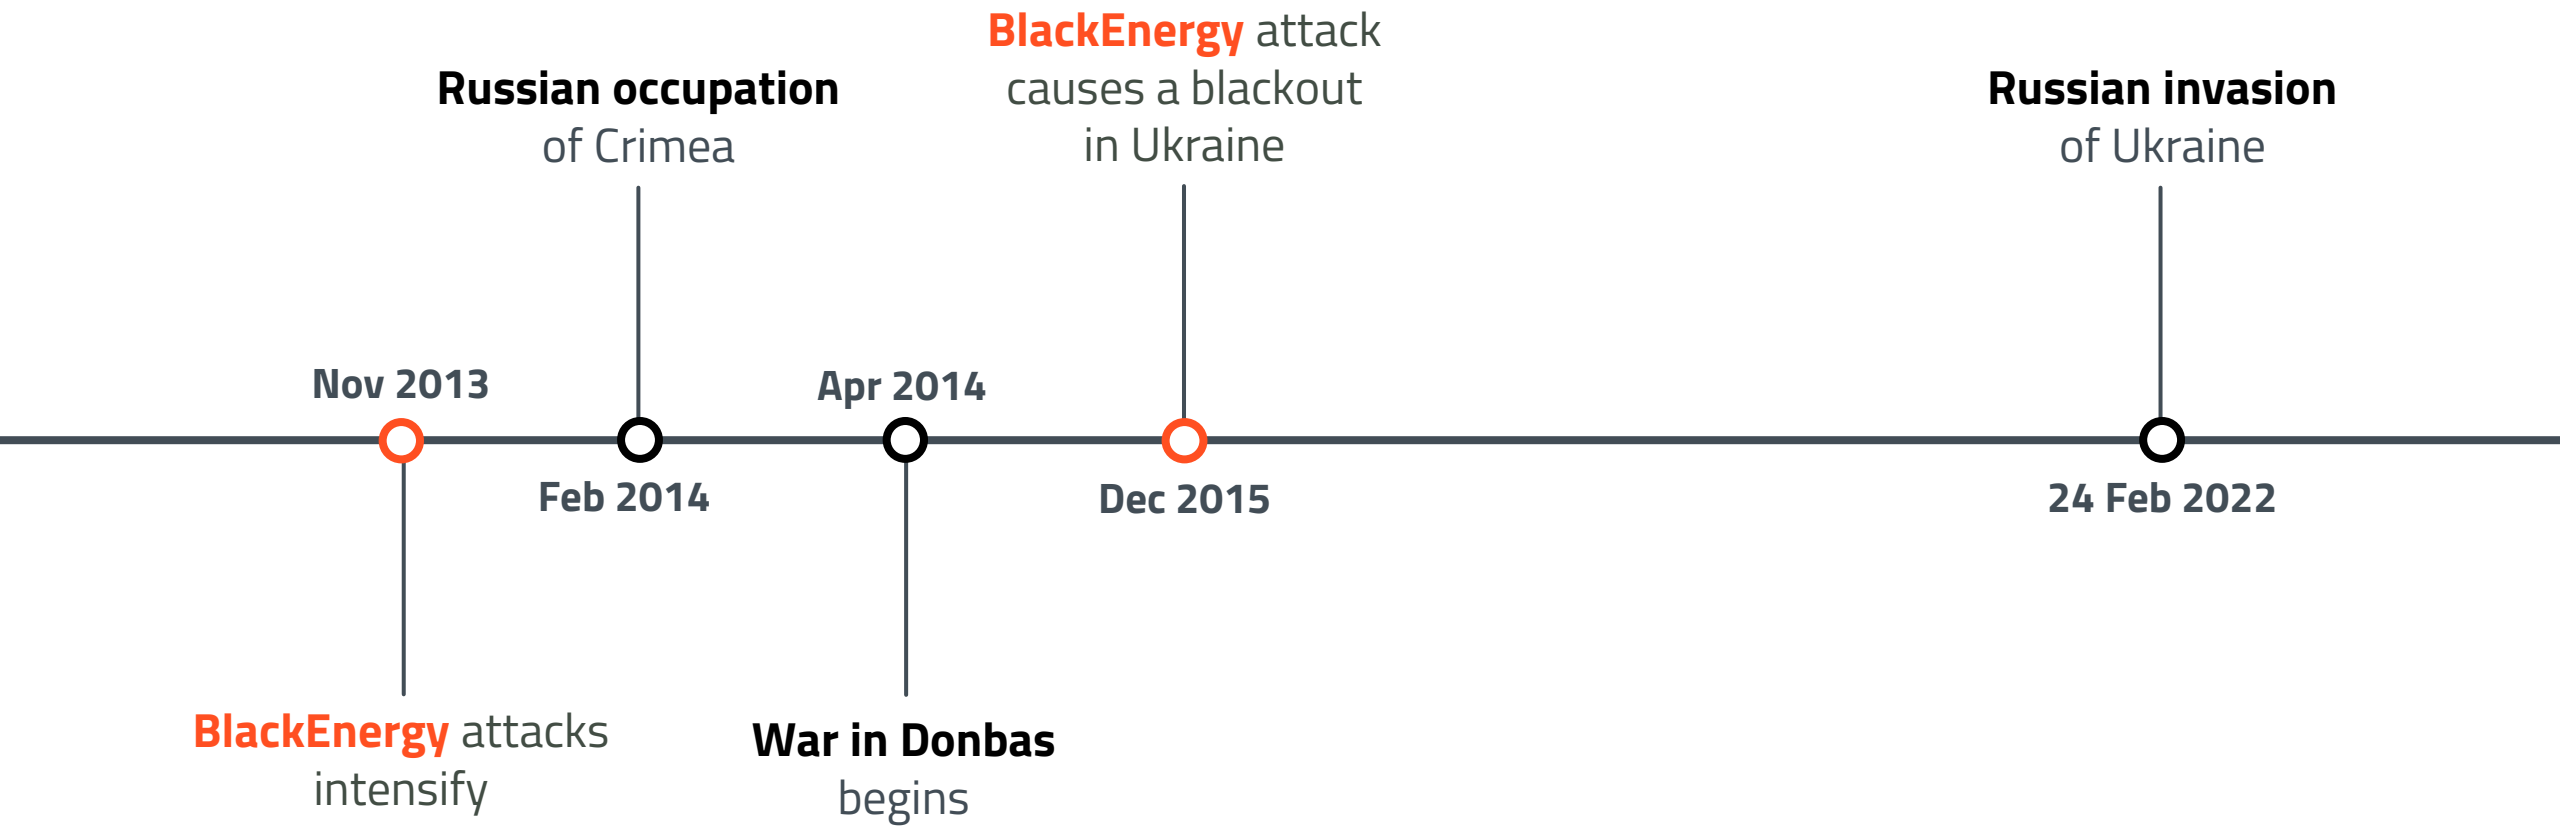 Nov 2013
BlackEnergy attacks
intensify
Russian occupation
of Crimea
Feb 2014
Apr 2014
War in Donbas
begins
BlackEnergy attack
causes a blackout
in Ukraine
Dec 2015
Russian invasion
of Ukraine
24 Feb 2022